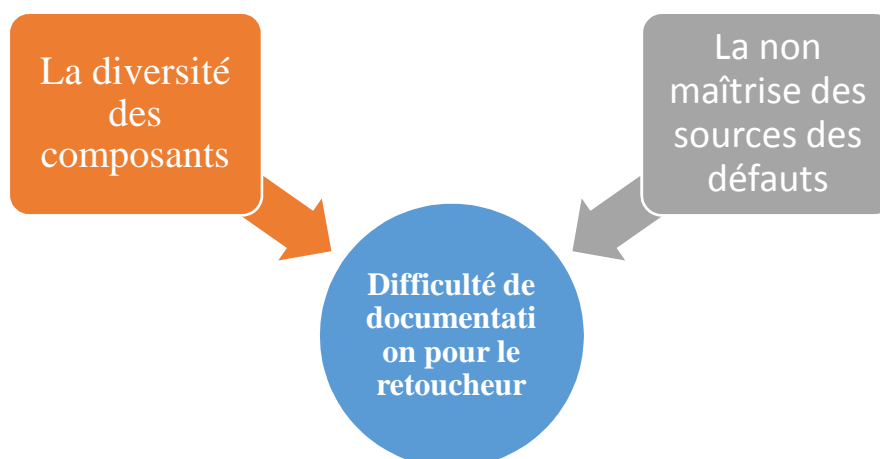 La diversité
des
composants
La non
maîtrise des
sources des
défauts
Difficulté de
documentati
on pour le
retoucheur